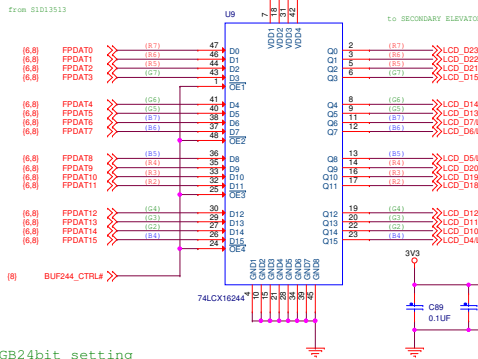 from S1D13513
to SECONDARY ELEVATO
U9
7 18 31 42
VDD1 VDD2 VDD3 VDD4
(6,8) FPDAT0 (R7) 47 D0 Q0 2 (R7) LCD_D23
(6,8) FPDAT1 (R6) 46 D1 Q1 3 (R6) LCD_D22
(6,8) FPDAT2 (R5) 44 D2 Q2 5 (R5) LCD_D21
(6,8) FPDAT3 (G7) 43 D3 Q3 6 (G7) LCD_D15
1 OE1
(6,8) FPDAT4 (G6) 41 D4 Q4 8 (G6) LCD_D14
(6,8) FPDAT5 (G5) 40 D5 Q5 9 (G5) LCD_D13
(6,8) FPDAT6 (B7) 38 D6 Q6 11 (B7) LCD_D7/
(6,8) FPDAT7 (B6) 37 D7 Q7 12 (B6) LCD_D6/
48 OE2
(6,8) FPDAT8 (B5) 36 D8 Q8 13 (B5) LCD_D5/
(6,8) FPDAT9 (R4) 35 D9 Q9 14 (R4) LCD_D20
(6,8) FPDAT10 (R3) 33 D10 Q10 16 (R3) LCD_D19
(6,8) FPDAT11 (R2) 32 D11 Q11 17 (R2) LCD_D18
25 OE3
(6,8) FPDAT12 (G4) 30 D12 Q12 19 (G4) LCD_D12
(6,8) FPDAT13 (G3) 29 D13 Q13 20 (G3) LCD_D11
(6,8) FPDAT14 (G2) 27 D14 Q14 22 (G2) LCD_D10
(6,8) FPDAT15 (B4) 26 D15 Q15 23 (B4) LCD_D4/
24 OE4
(8) BUF244_CTRL#
3V3
GND1 GND2 GND3 GND4 GND5 GND6 GND7 GND8
74LCX16244
4 10 15 21 28 34 39 45
C89
0.1UF
GB24bit setting